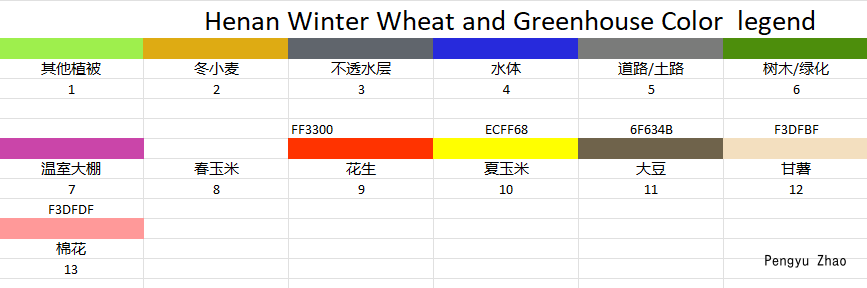 Henan Winter Wheat and Greenhouse Color legend
其他植被 冬小麦 不透水层 水体 道路/土路 树木/绿化
1 2 3 4 5 6
FF3300 ECFF68 6F634B F3DFBF
温室大棚 春玉米 花生 夏玉米 大豆 甘薯
7 8 9 10 11 12
F3DFDF
棉花
Pengyu Zhao
13